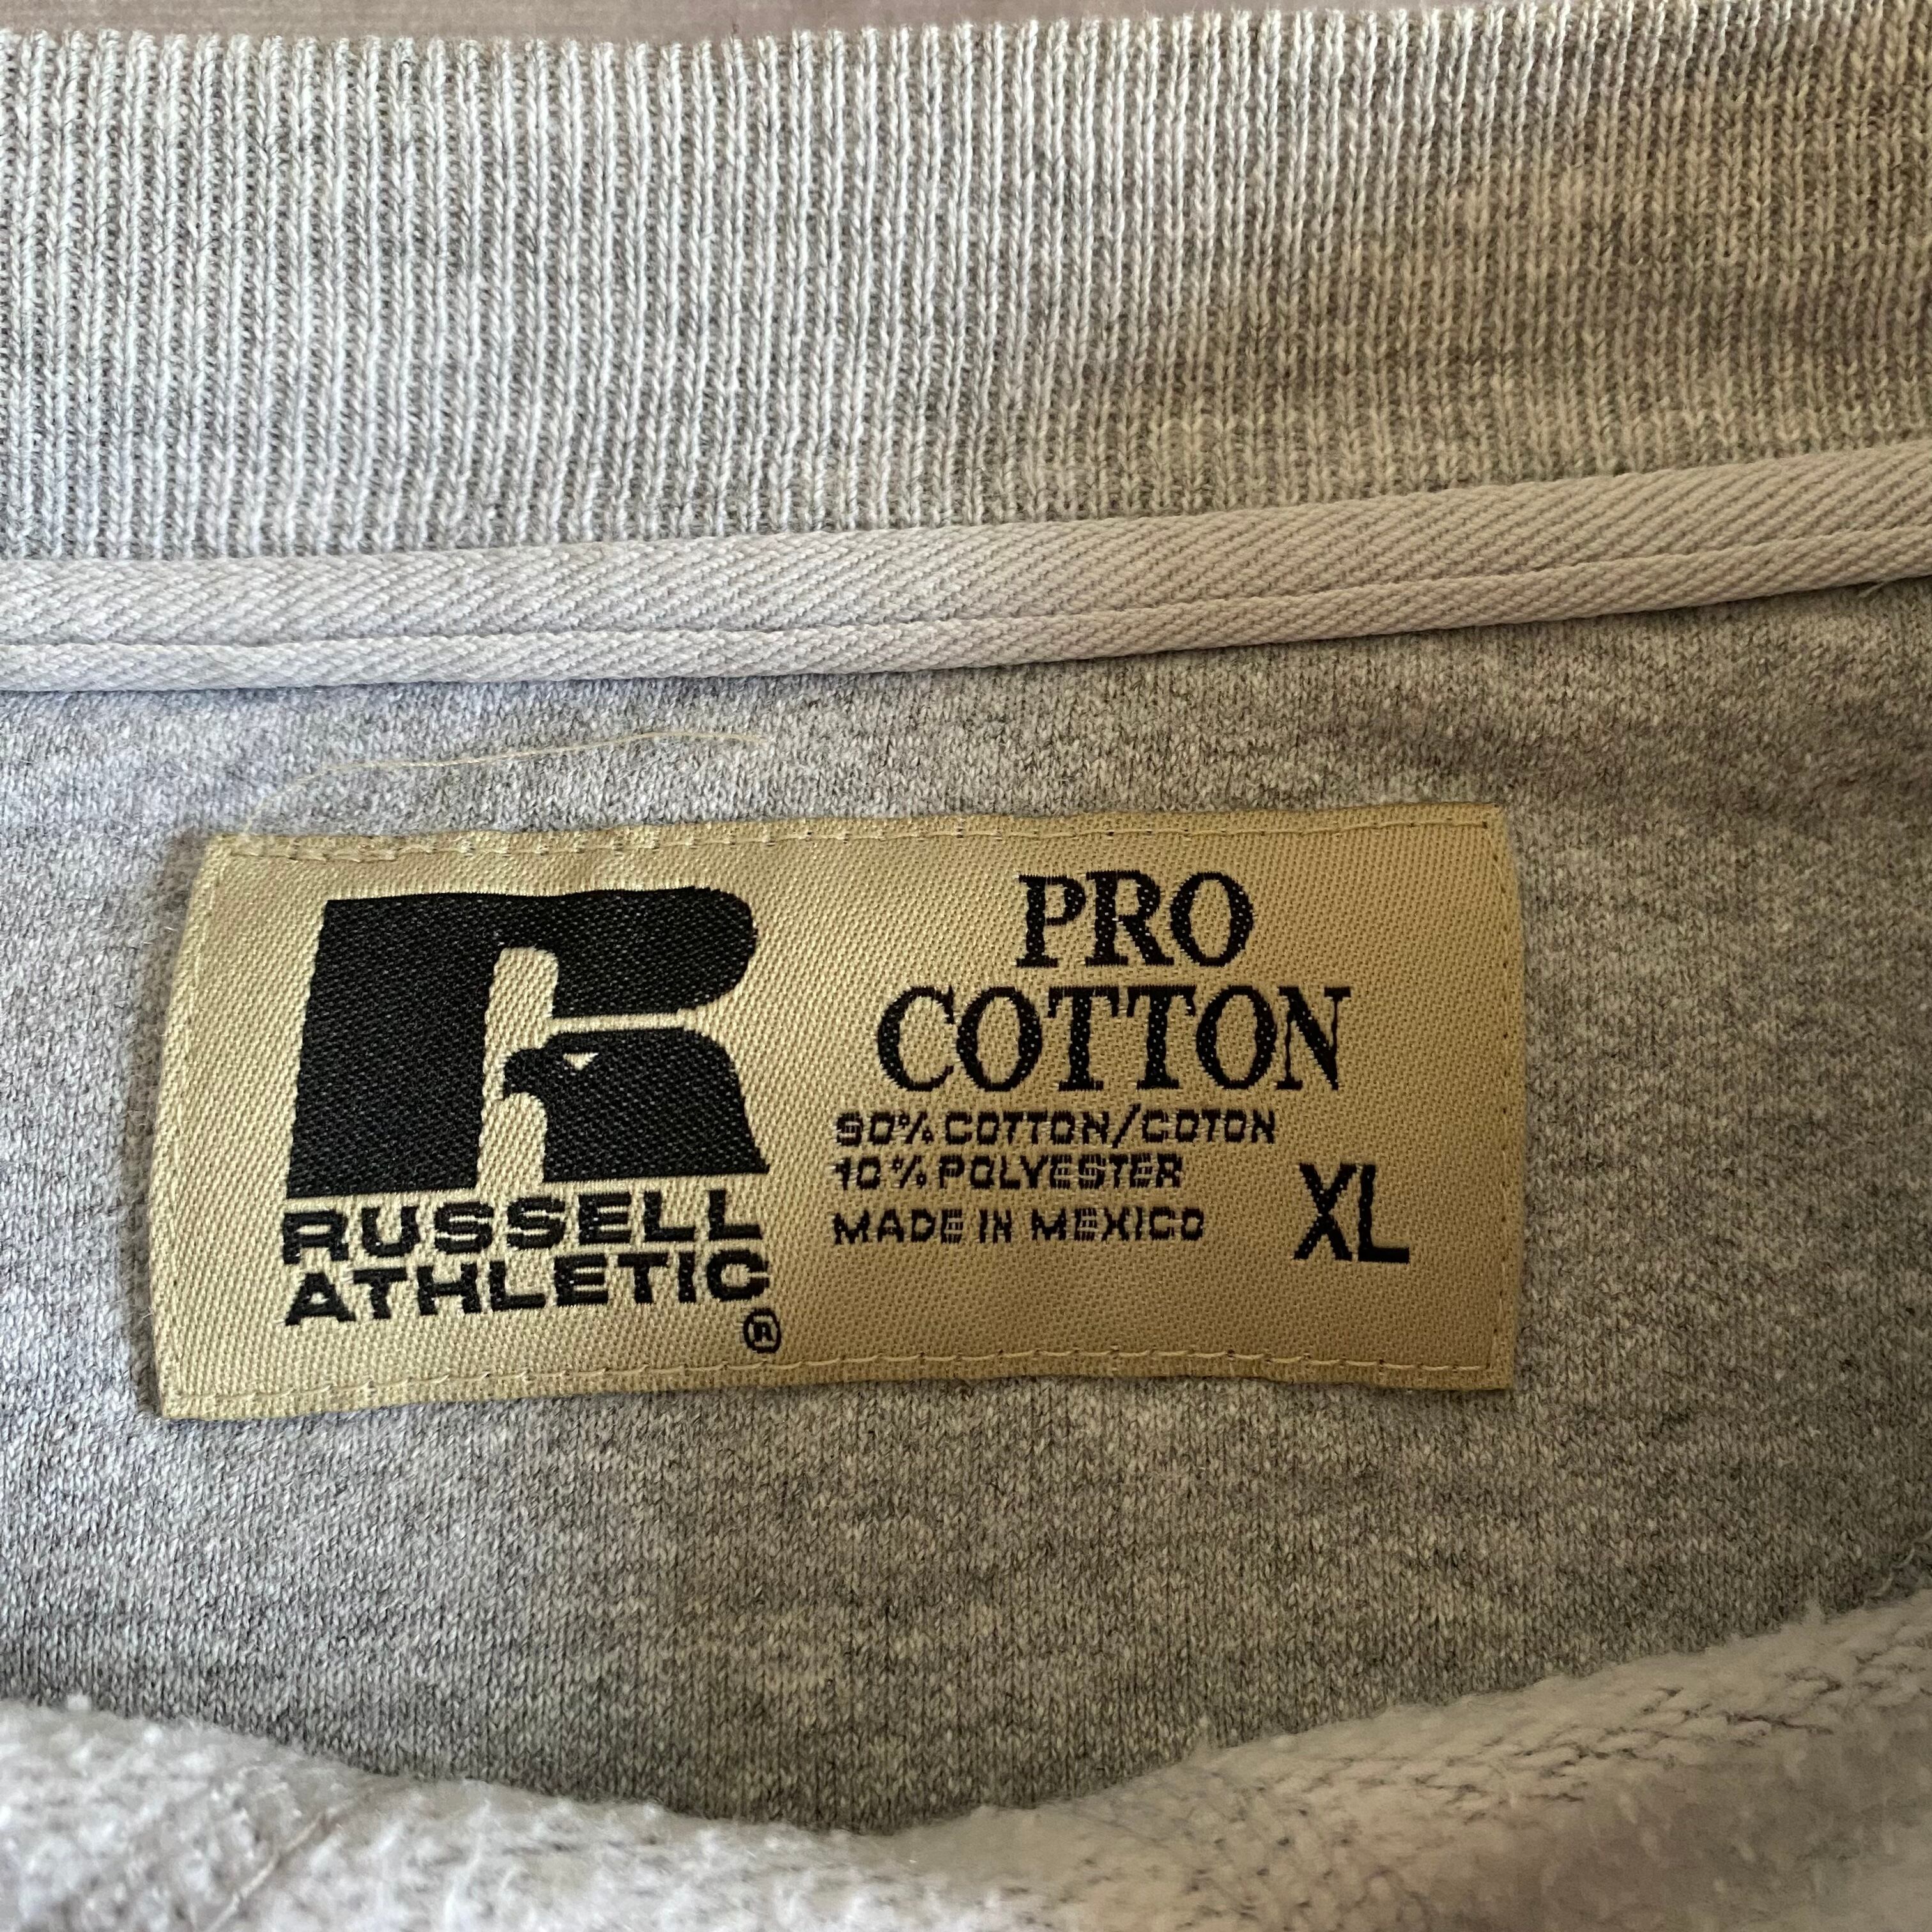 RUSSELL
ATHLETIC
®
PRO
COTTON
90% COTTON/COTON
10% POLYESTER
MADE IN MEXICO
XL